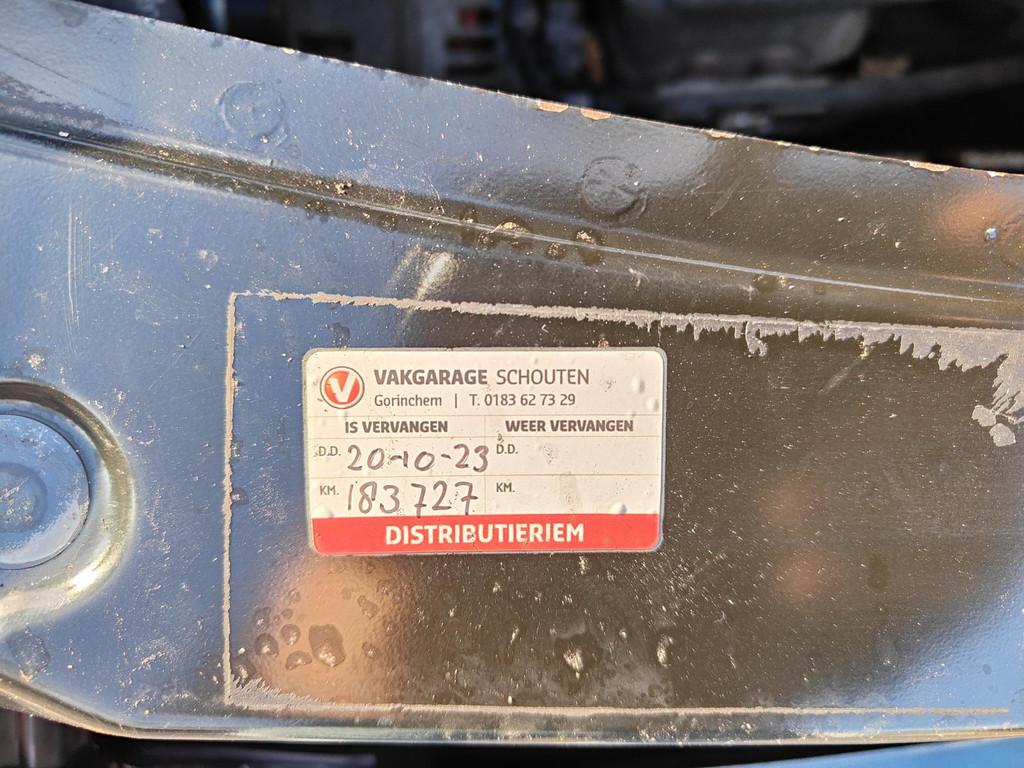 V VAKGARAGE SCHOUTEN
Gorinchem | T. 0183 62 73 29
IS VERVANGEN WEER VERVANGEN
D.D. 20-10-23 D.D.
KM. 183727 KM.
DISTRIBUTIERIEM